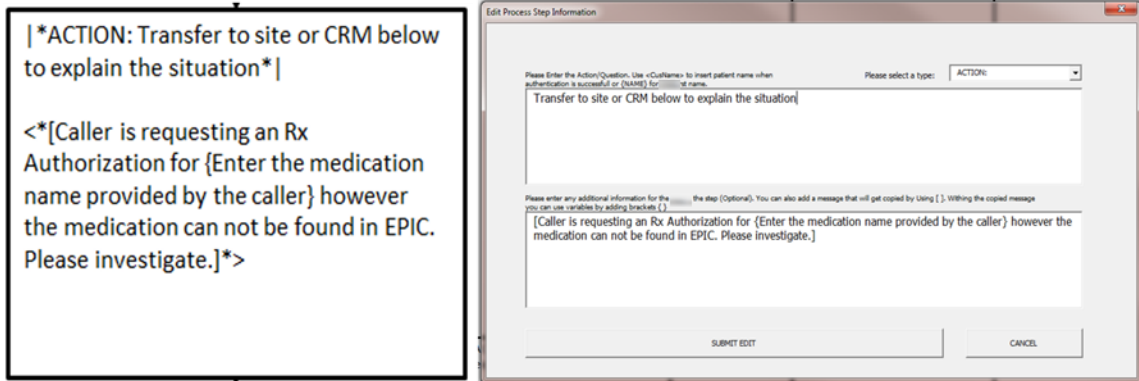 |*ACTION: Transfer to site or CRM below
to explain the situation*|
<*[Caller is requesting an Rx
Authorization for {Enter the medication
name provided by the caller} however
the medication can not be found in EPIC.
Please investigate.]*>
Edit Process Step Information
Please Enter the Action/Question. Use <CusName> to insert patient name when
authentication is successful or {NAME} for st name.
Please select a type:
ACTION:
Transfer to site or CRM below to explain the situation
Please enter any additional information for the the step (Optional). You can also add a message that will get copied by Using [ ]. Withing the copied message
you can use variables by adding brackets { }
[Caller is requesting an Rx Authorization for {Enter the medication name provided by the caller} however the
medication can not be found in EPIC. Please investigate.]
SUBMIT EDIT
CANCEL